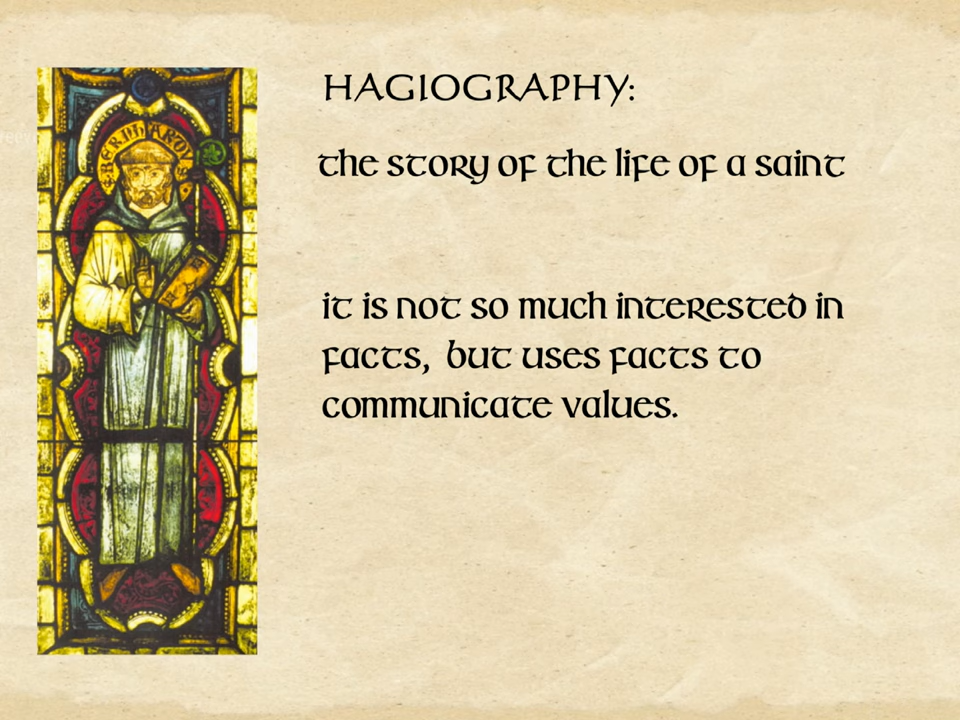 HAGIOGRAPHY:
the story of the life of a saint
it is not so much interested in
facts, but uses facts to
communicate values.